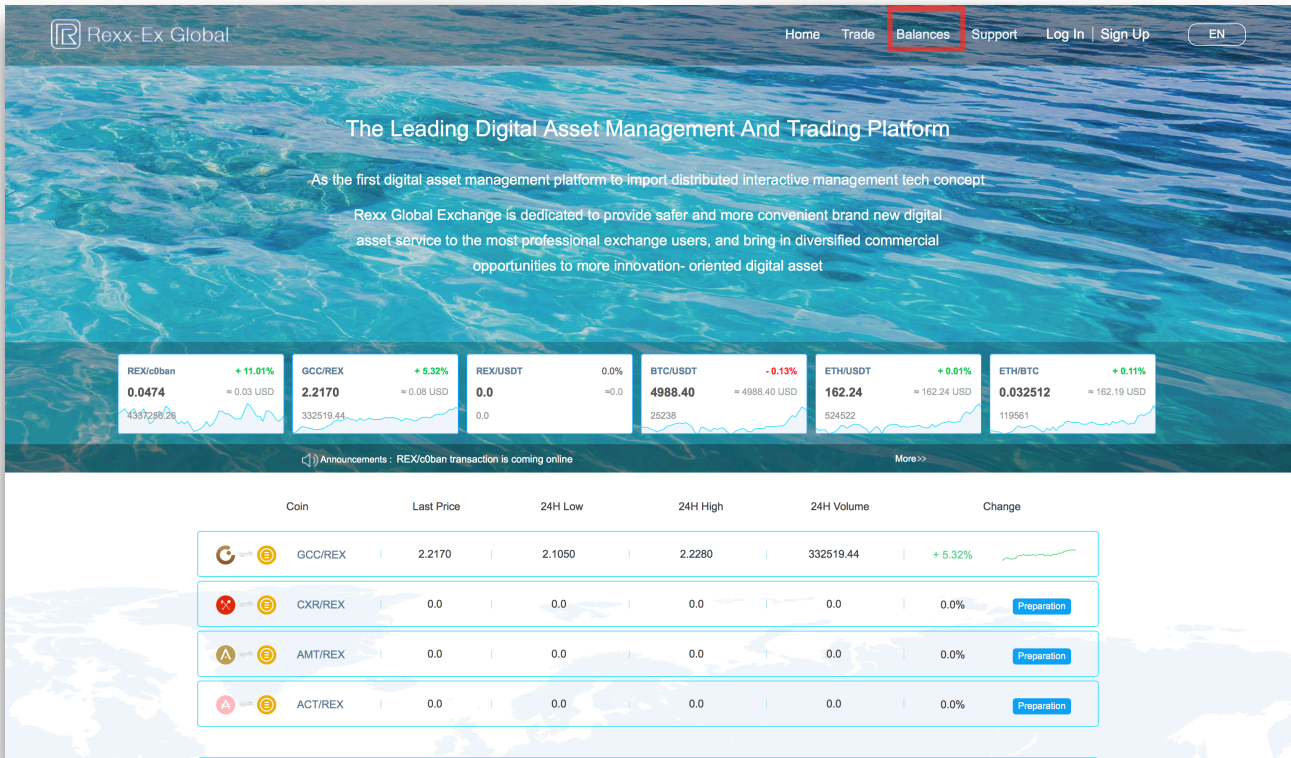 Rexx-Ex Global
Home Trade Balances Support Log In | Sign Up EN
The Leading Digital Asset Management And Trading Platform
As the first digital asset management platform to import distributed interactive management tech concept
Rexx Global Exchange is dedicated to provide safer and more convenient brand new digital
asset service to the most professional exchange users, and bring in diversified commercial
opportunities to more innovation- oriented digital asset
REX/c0ban + 11.01%
0.0474 ≈ 0.03 USD
4337256.26
GCC/REX + 5.32%
2.2170 ≈ 0.08 USD
332519.44
REX/USDT 0.0%
0.0 ≈0.0
0.0
BTC/USDT - 0.13%
4988.40 ≈ 4988.40 USD
25238
ETH/USDT + 0.01%
162.24 ≈ 162.24 USD
524522
ETH/BTC + 0.11%
0.032512 ≈ 162.19 USD
119561
Announcements : REX/c0ban transaction is coming online More>>
Coin Last Price 24H Low 24H High 24H Volume Change
GCC/REX 2.2170 2.1050 2.2280 332519.44 + 5.32%
CXR/REX 0.0 0.0 0.0 0.0 0.0% Preparation
AMT/REX 0.0 0.0 0.0 0.0 0.0% Preparation
ACT/REX 0.0 0.0 0.0 0.0 0.0% Preparation